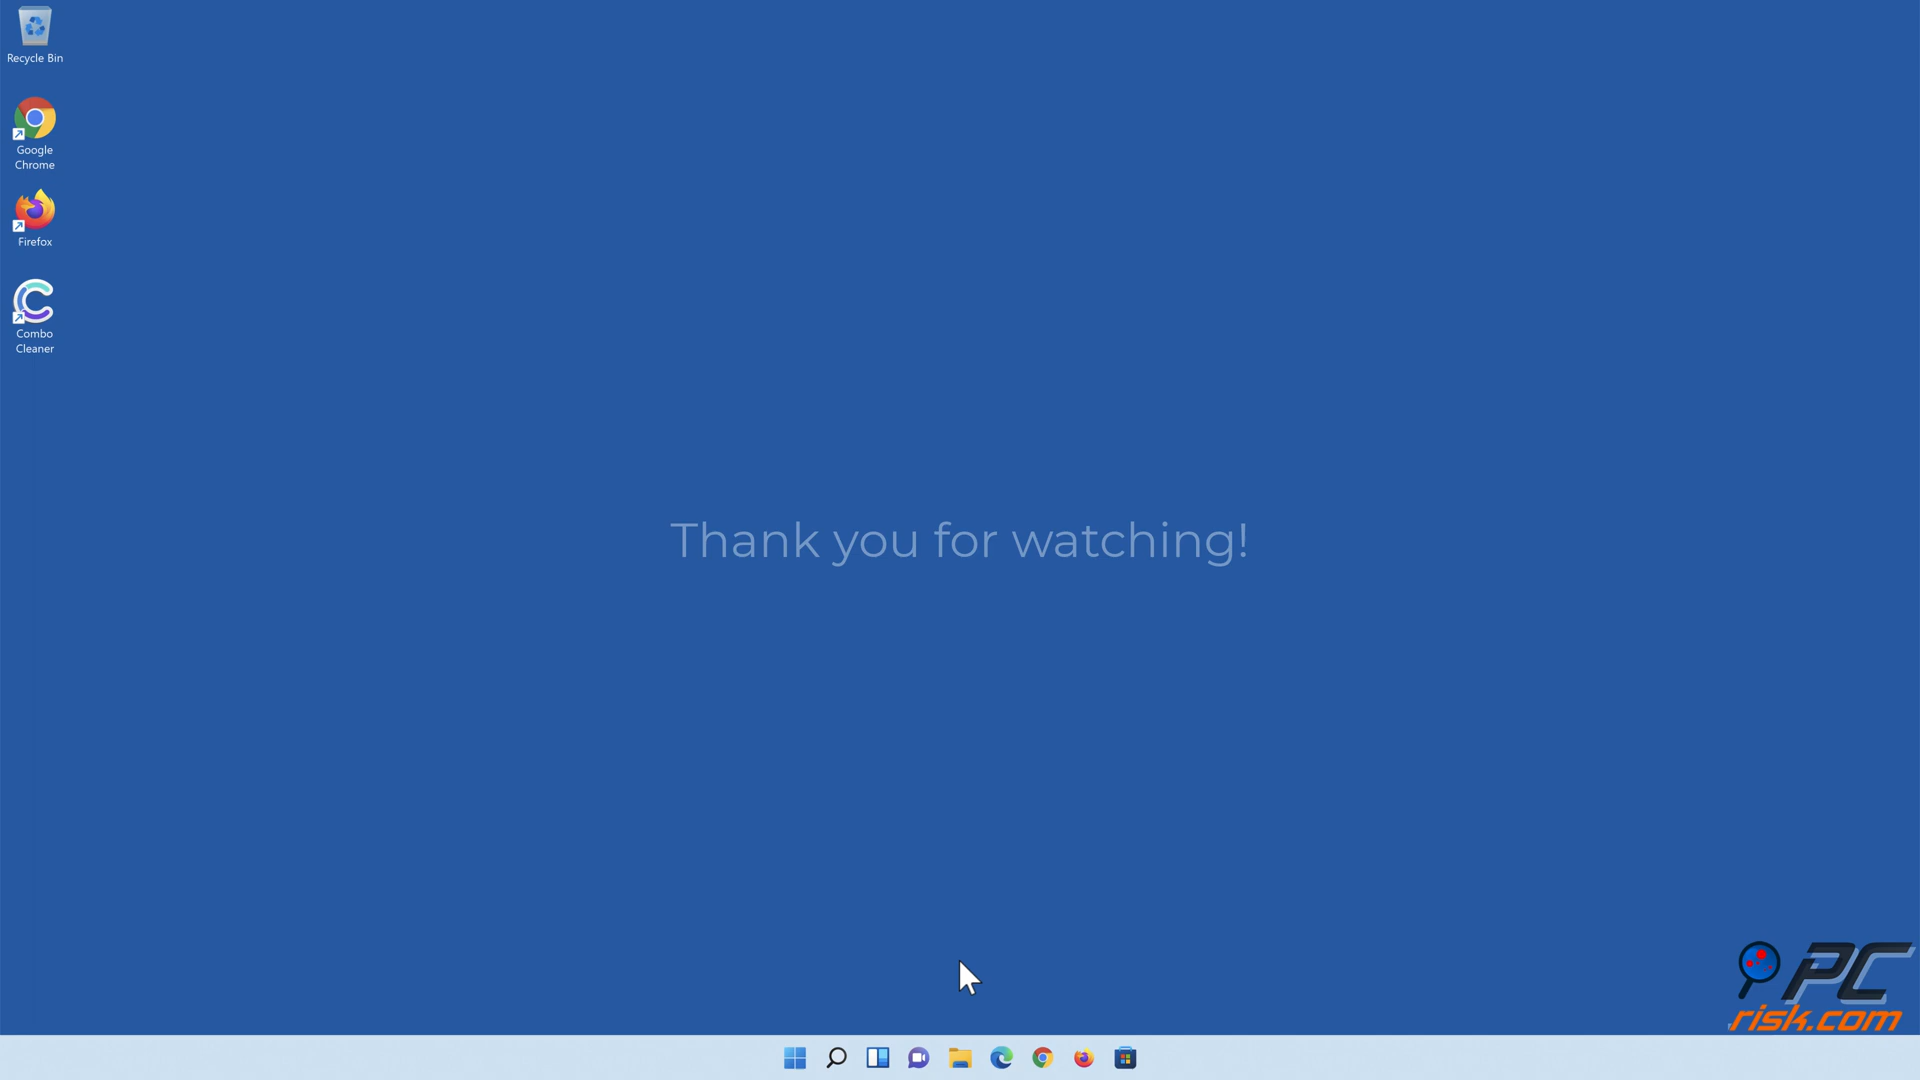 Recycle Bin
Google
Chrome
Firefox
Combo
Cleaner
Thank you for watching!
PC
risk.com